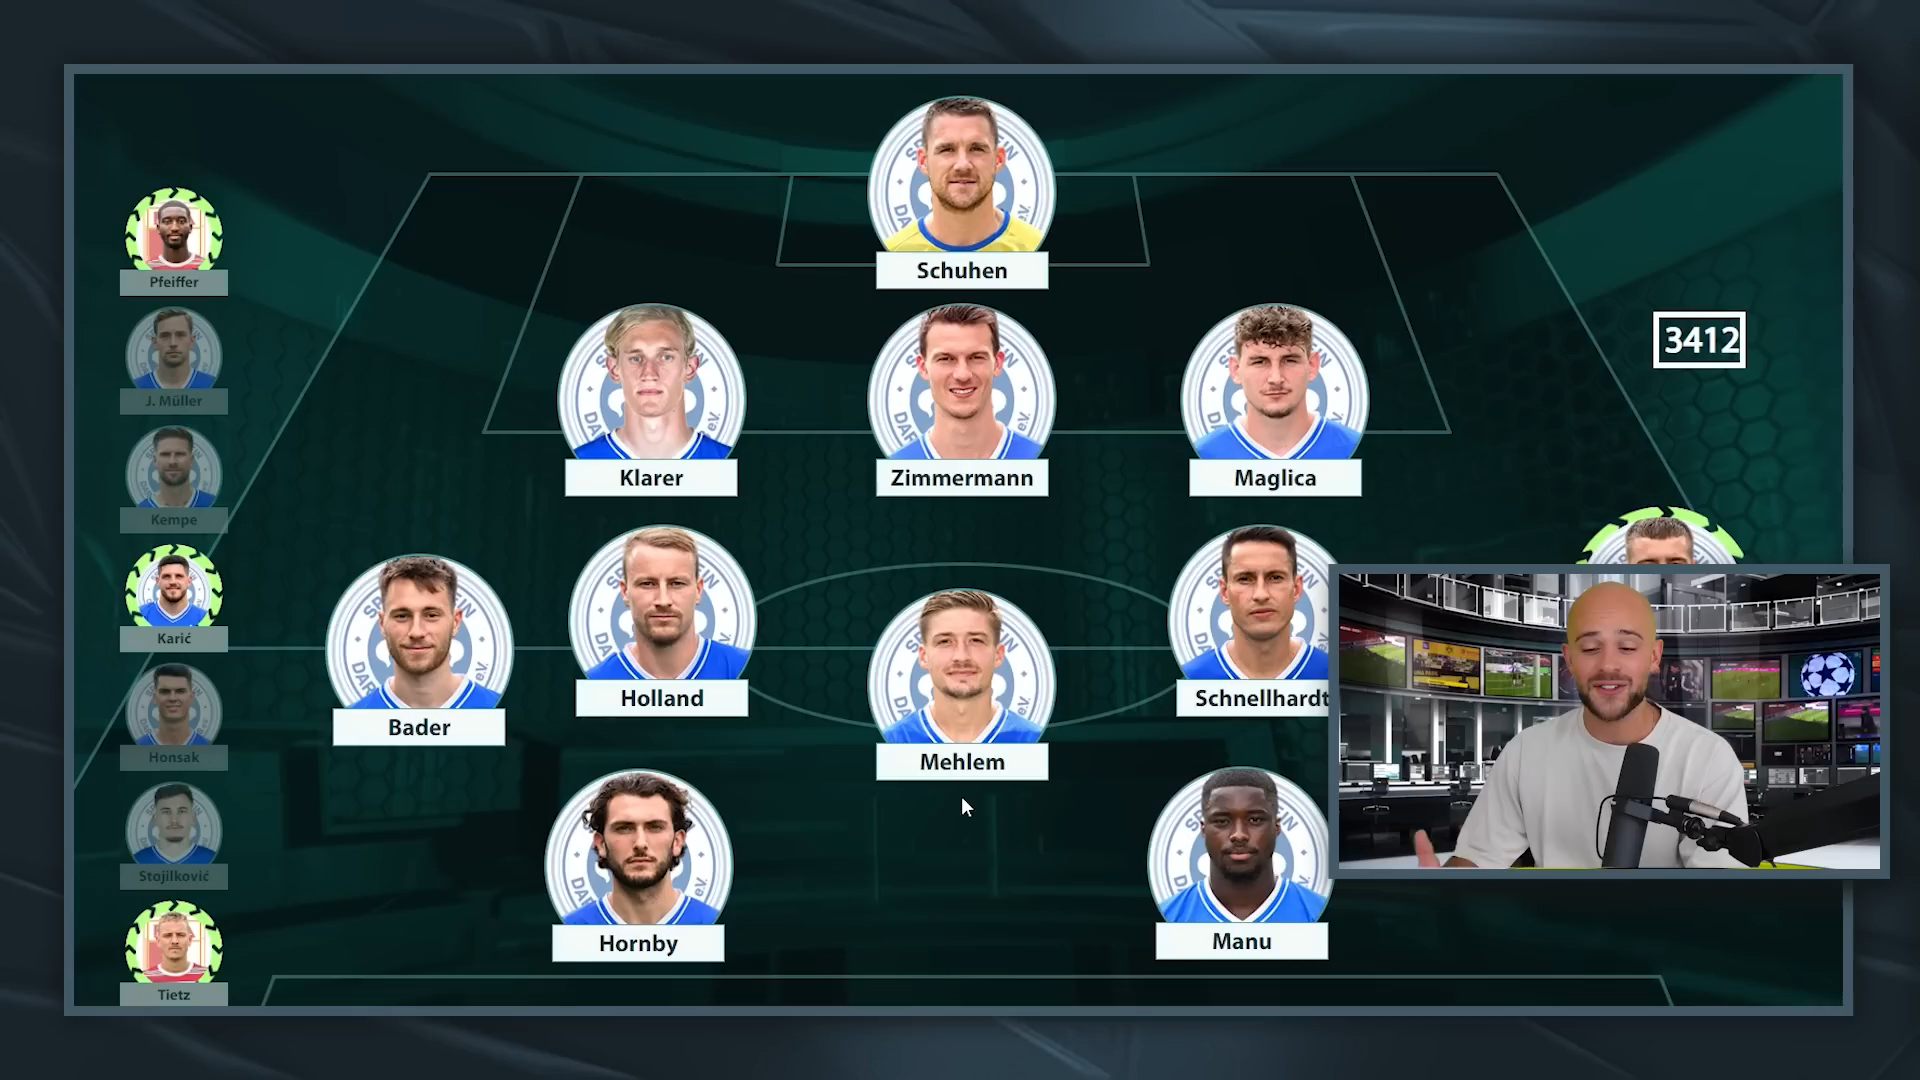 Schuhen
Pfeiffer
3412
J. Müller
Klarer
Zimmermann
Maglica
Kempe
Karić
Holland
Schnellhardt
Bader
Mehlem
Honsak
Stojilković
Hornby
Manu
Tietz